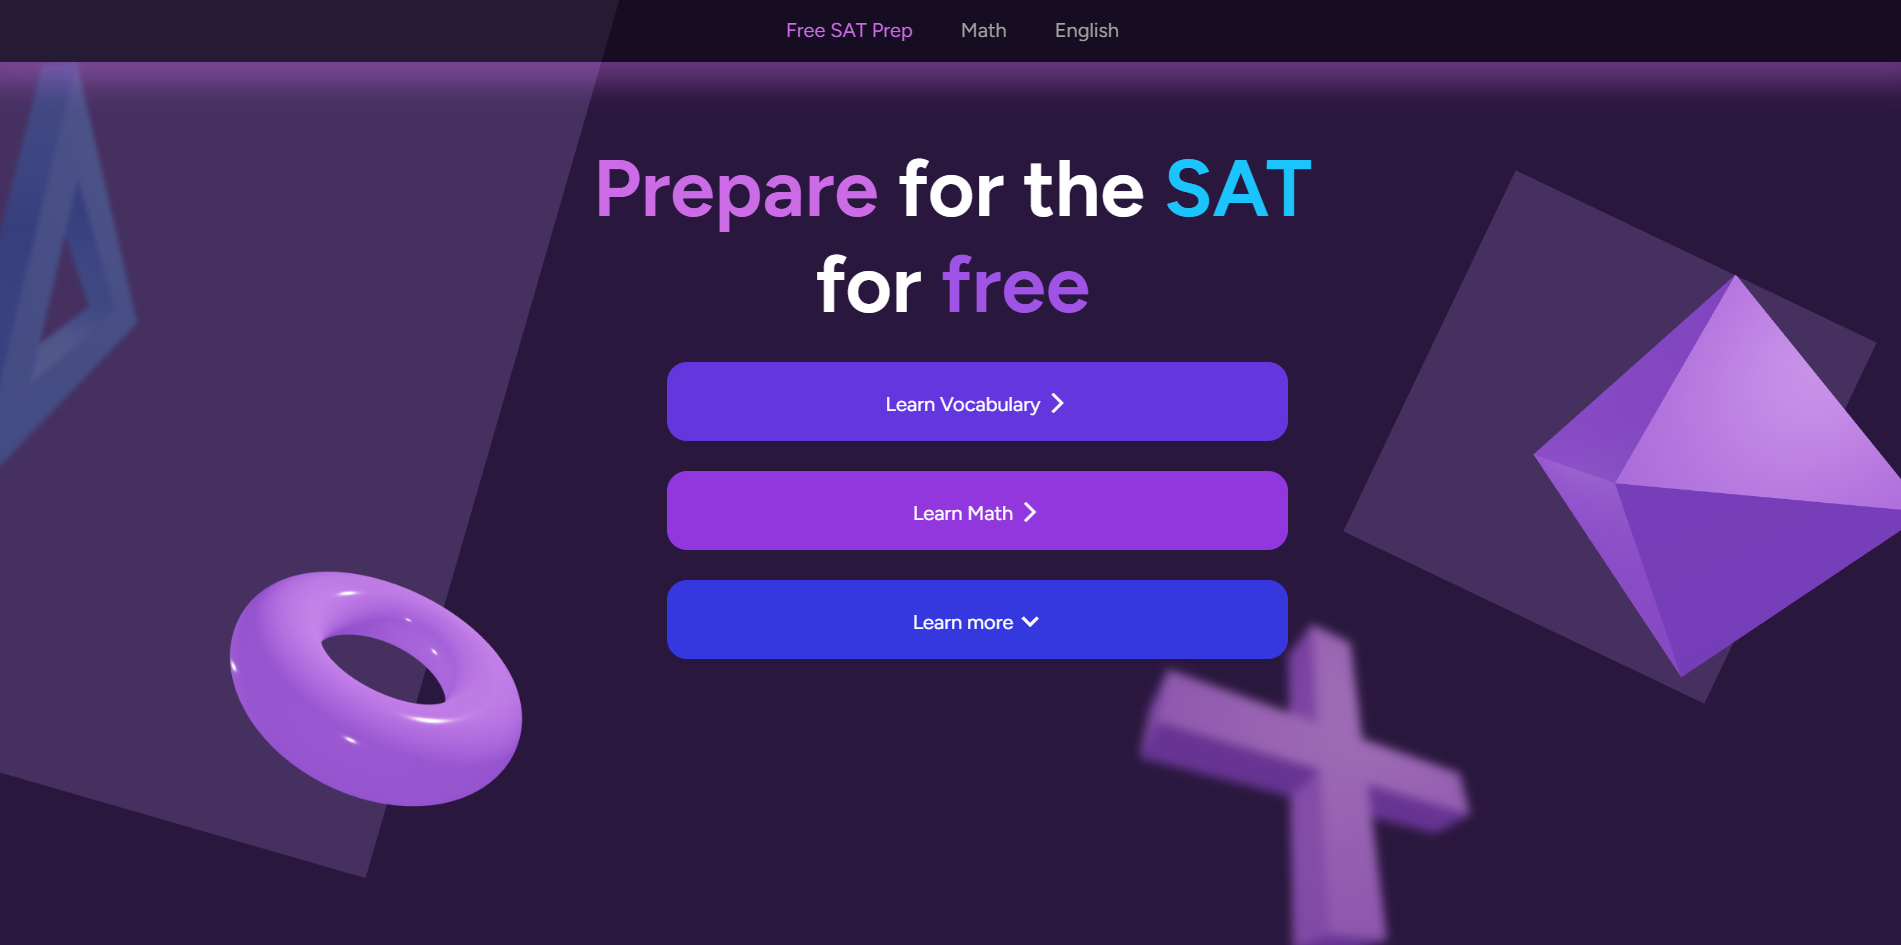 Free SAT Prep Math English
Prepare for the SAT
for free
Learn Vocabulary
Learn Math
Learn more